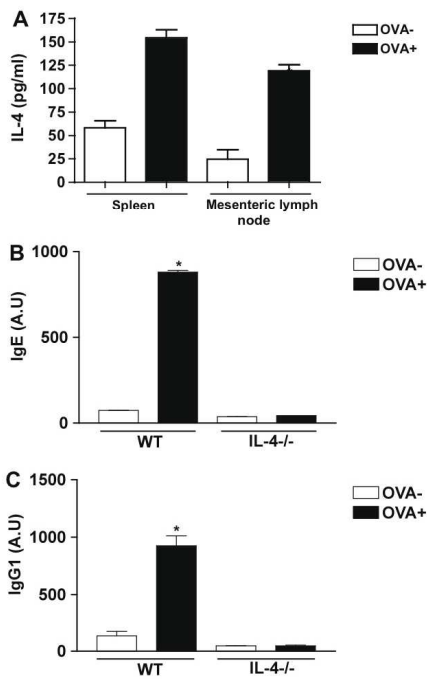 A
IL-4 (pg/ml)
175
150
125
100
75
50
25
0
Spleen
Mesenteric lymph
node
OVA-
OVA+
B
IgE (A.U)
1000
500
0
*
WT
IL-4-/-
OVA-
OVA+
C
IgG1 (A.U)
1500
1000
500
0
*
WT
IL-4-/-
OVA-
OVA+